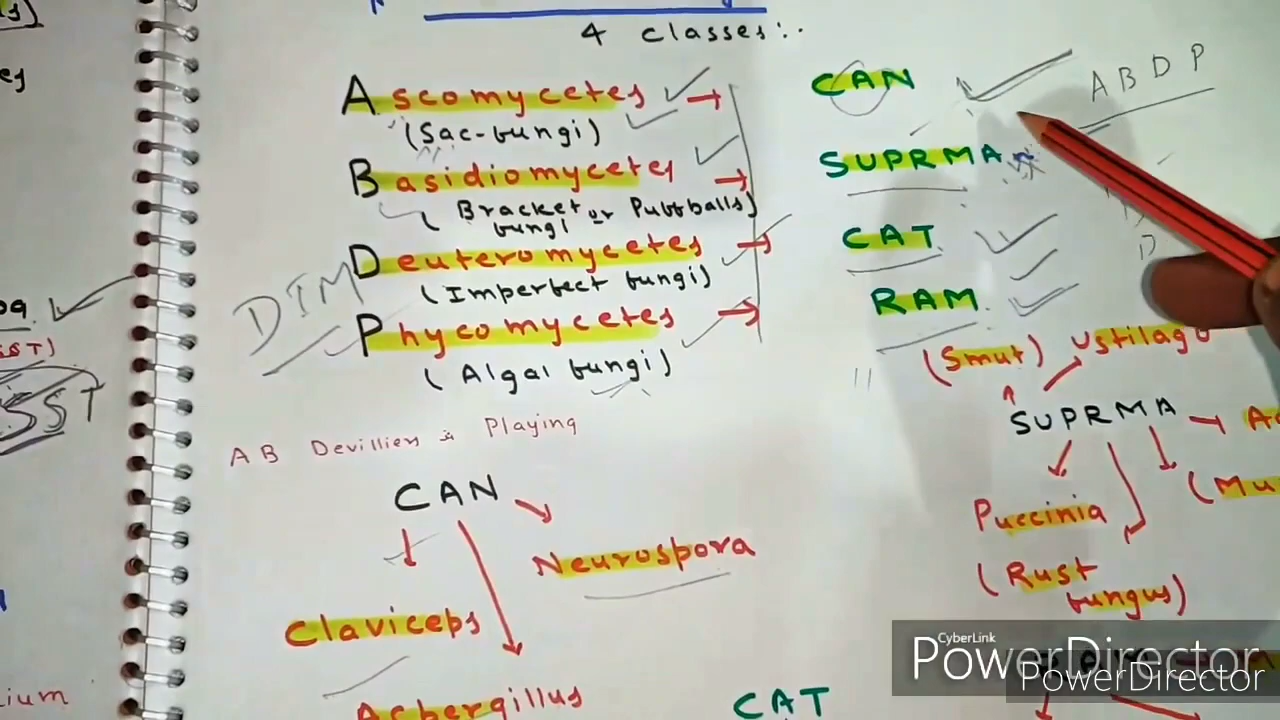 4 classes:.
Ascomycetes → CAN
(Sac-fungi)
Basidiomycetes → SUPRMA
(Bracket or Puffballs)
fungi
Deuteromycetes → CAT
(Imperfect fungi)
Phycomycetes → RAM
(Algal fungi)
A B D P
DIM
SST
AB Devilliers is Playing
CAN
Neurospora
Claviceps
Aspergillus
(Smut) Ustilago
SUPRMA
Puccinia
(Rust
fungus)
CAT
CyberLink
PowerDirector
PowerDirector